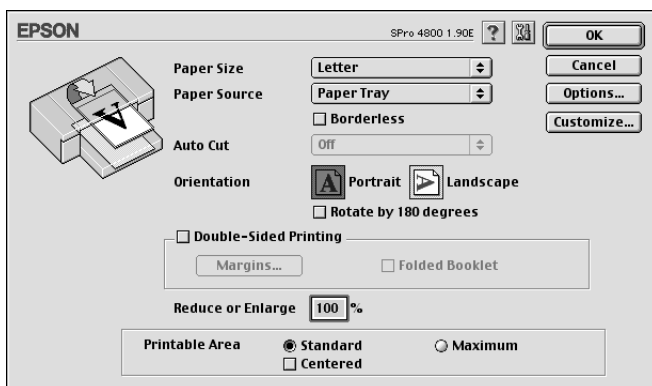 EPSON SPro 4800 1.90E ? OK
Paper Size Letter Cancel
Paper Source Paper Tray Options...
Borderless Customize...
Auto Cut Off
Orientation A Portrait A Landscape
Rotate by 180 degrees
Double-Sided Printing
Margins... Folded Booklet
Reduce or Enlarge 100 %
Printable Area Standard Maximum
Centered